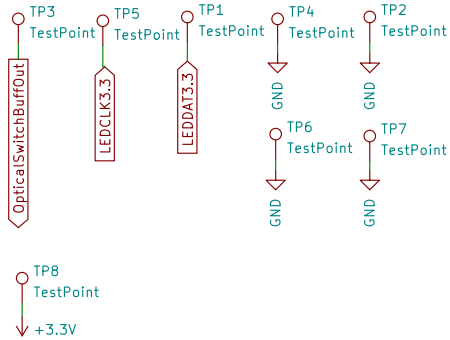 TP3
TestPoint
OpticalSwitchBuffOut
TP5
TestPoint
LEDCLK3.3
TP1
TestPoint
LEDDAT3.3
TP4
TestPoint
GND
TP2
TestPoint
GND
TP6
TestPoint
GND
TP7
TestPoint
GND
TP8
TestPoint
+3.3V